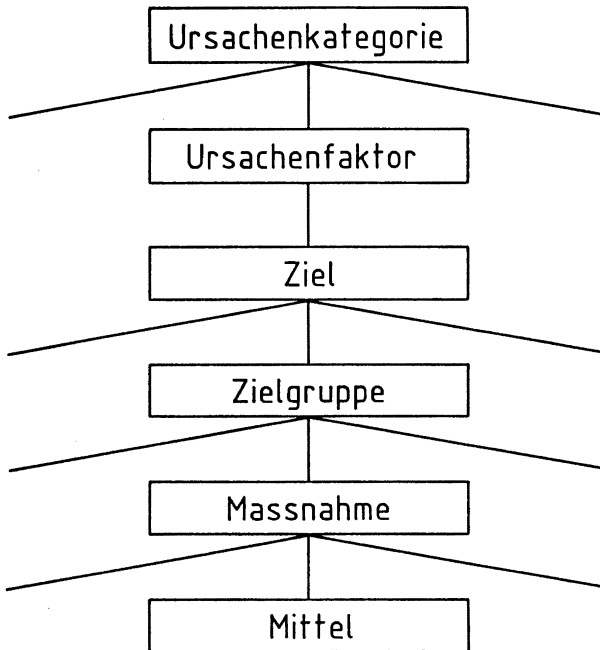 Ursachenkategorie
Ursachenfaktor
Ziel
Zielgruppe
Massnahme
Mittel